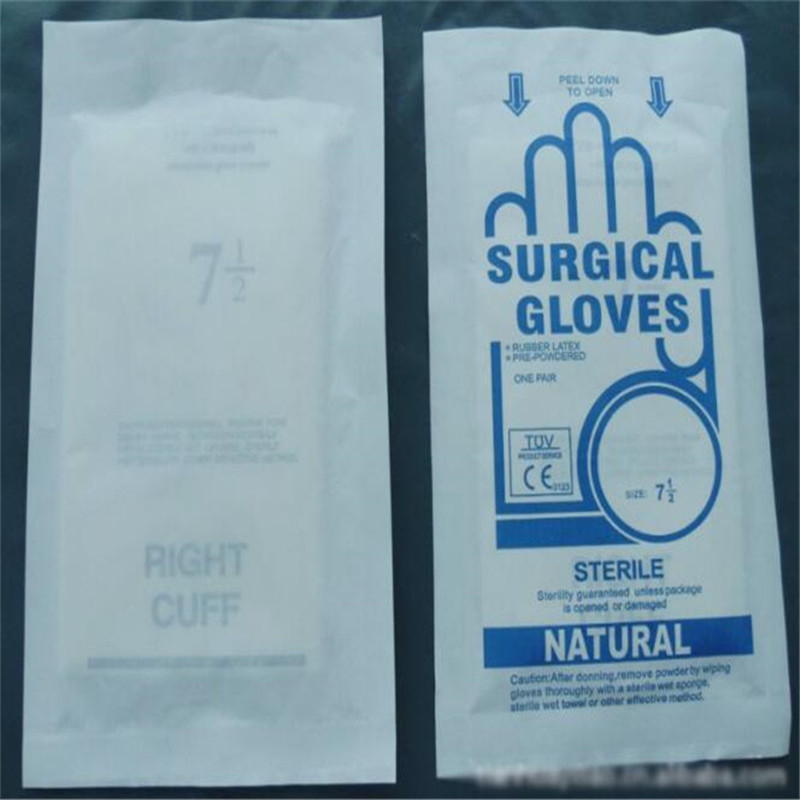 7 1/2
RIGHT
CUFF
PEEL DOWN
TO OPEN
SURGICAL
GLOVES
* RUBBER LATEX
* PRE-POWDERED
ONE PAIR
TÜV
PRODUCT SERVICE
CE 0123
SIZE: 7 1/2
STERILE
Sterility guaranteed unless package
is opened or damaged
NATURAL
Caution:After donning,remove powder by wiping
gloves thoroughly with a sterile wet sponge,
sterile wet towel or other effective method.